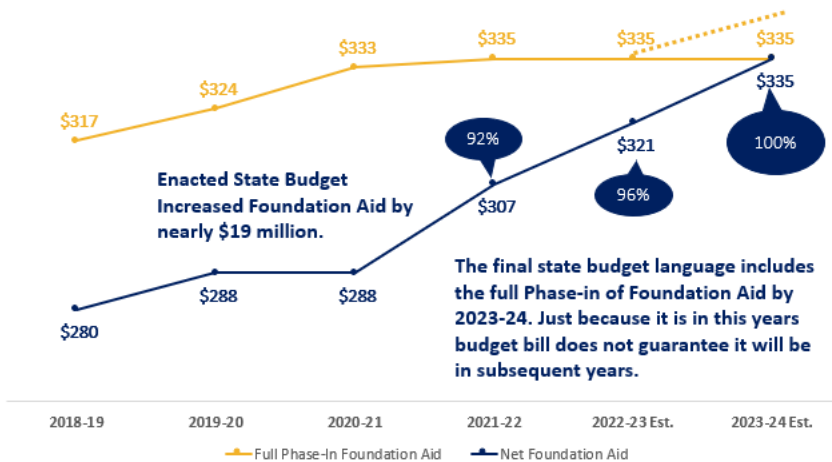 $317
$324
$333
$335
$335
$335
$335
92%
$321
100%
Enacted State Budget
Increased Foundation Aid by
nearly $19 million.
$307
96%
The final state budget language includes
the full Phase-in of Foundation Aid by
2023-24. Just because it is in this years
budget bill does not guarantee it will be
in subsequent years.
$280
$288
$288
2018-19
2019-20
2020-21
2021-22
2022-23 Est.
2023-24 Est.
Full Phase-In Foundation Aid
Net Foundation Aid